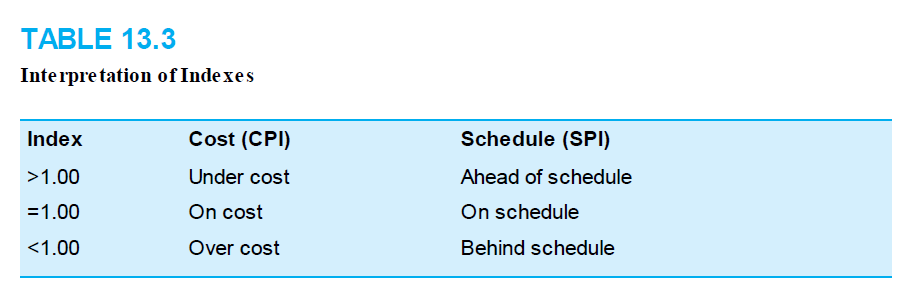 TABLE 13.3
Interpretation of Indexes
Index Cost (CPI) Schedule (SPI)
>1.00 Under cost Ahead of schedule
=1.00 On cost On schedule
<1.00 Over cost Behind schedule